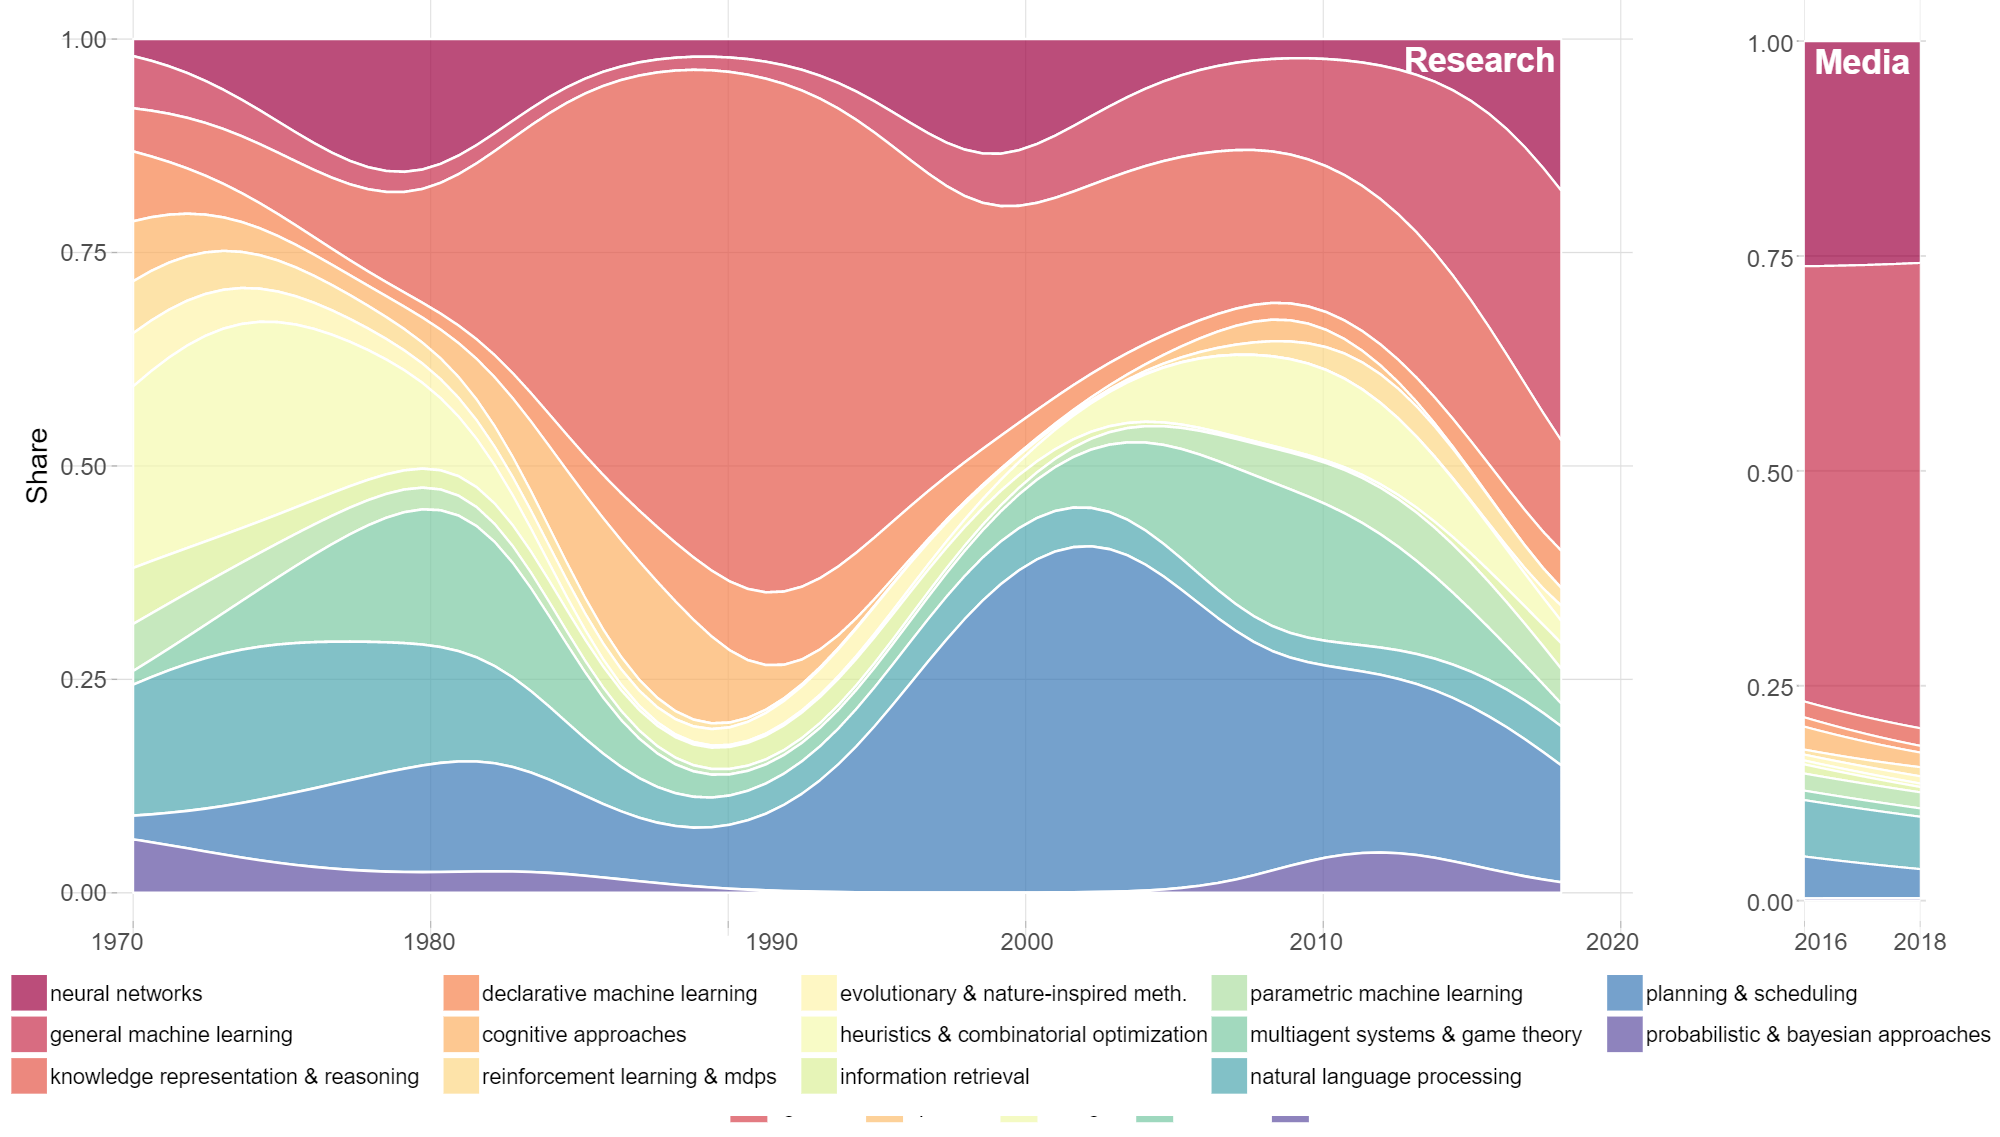 1.00
Research
1.00
Media
0.75
0.75
Share
0.50
0.50
0.25
0.25
0.00
0.00
1970
1980
1990
2000
2010
2020
2016
2018
neural networks
declarative machine learning
evolutionary & nature-inspired meth.
parametric machine learning
planning & scheduling
general machine learning
cognitive approaches
heuristics & combinatorial optimization
multiagent systems & game theory
probabilistic & bayesian approaches
knowledge representation & reasoning
reinforcement learning & mdps
information retrieval
natural language processing